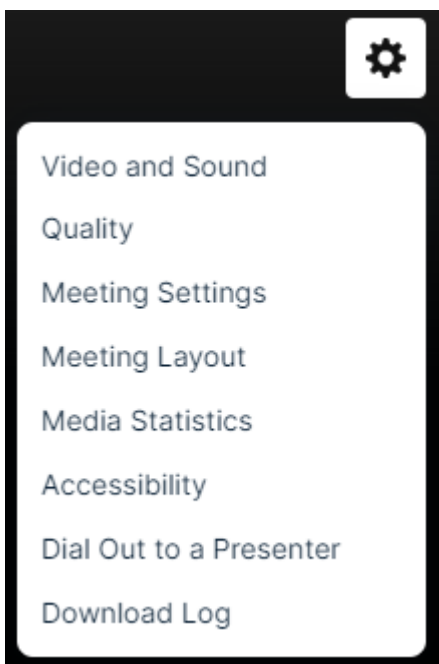 Video and Sound
Quality
Meeting Settings
Meeting Layout
Media Statistics
Accessibility
Dial Out to a Presenter
Download Log